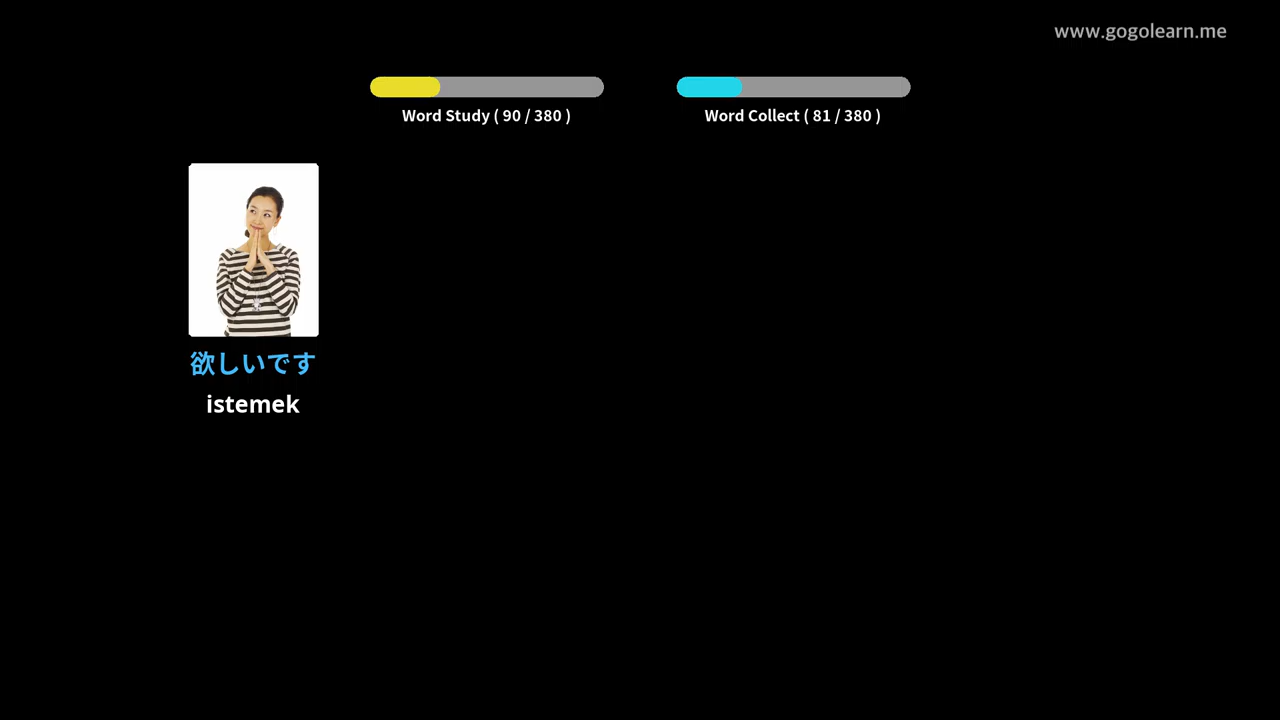 www.gogolearn.me
Word Study ( 90 / 380 )
Word Collect ( 81 / 380 )
欲しいです
istemek